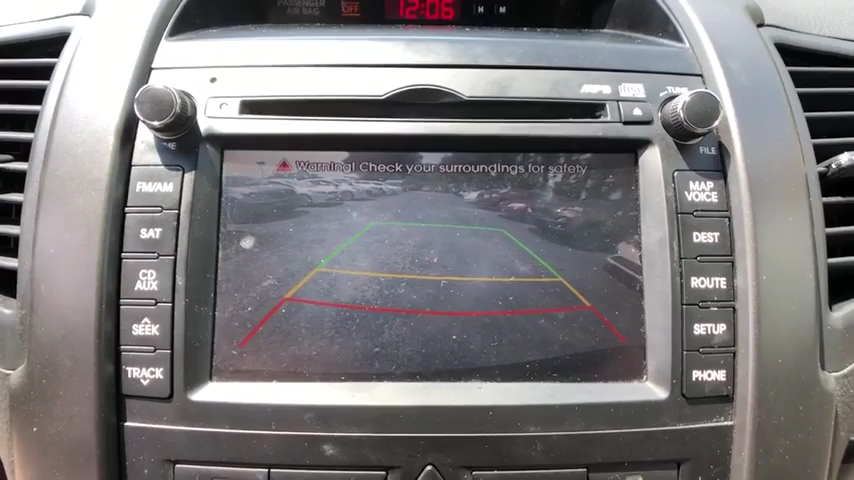 PASSENGER
AIR BAG
OFF
12:06
H
M
MP3
TUNE
FILE
FM/AM
SAT
CD
AUX
SEEK
TRACK
Warning! Check your surroundings for safety
MAP
VOICE
DEST
ROUTE
SETUP
PHONE